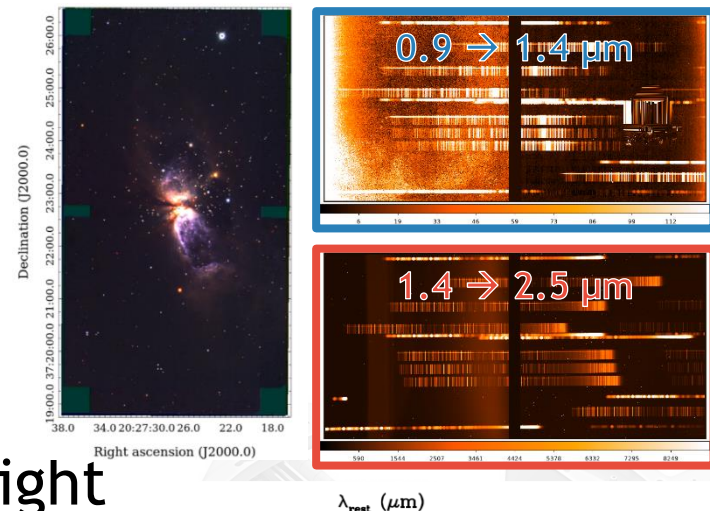 26:00.0
25:00.0
24:00.0
23:00.0
22:00.0
21:00.0
37:20:00.0
19:00.0
Declination (J2000.0)
38.0 34.0 20:27:30.0 26.0 22.0 18.0
Right ascension (J2000.0)
0.9 → 1.4 μm
6 19 33 46 59 73 86 99 112
1.4 → 2.5 μm
590 1544 2507 3461 4424 5378 6332 7295 8249
ight
λrest (μm)